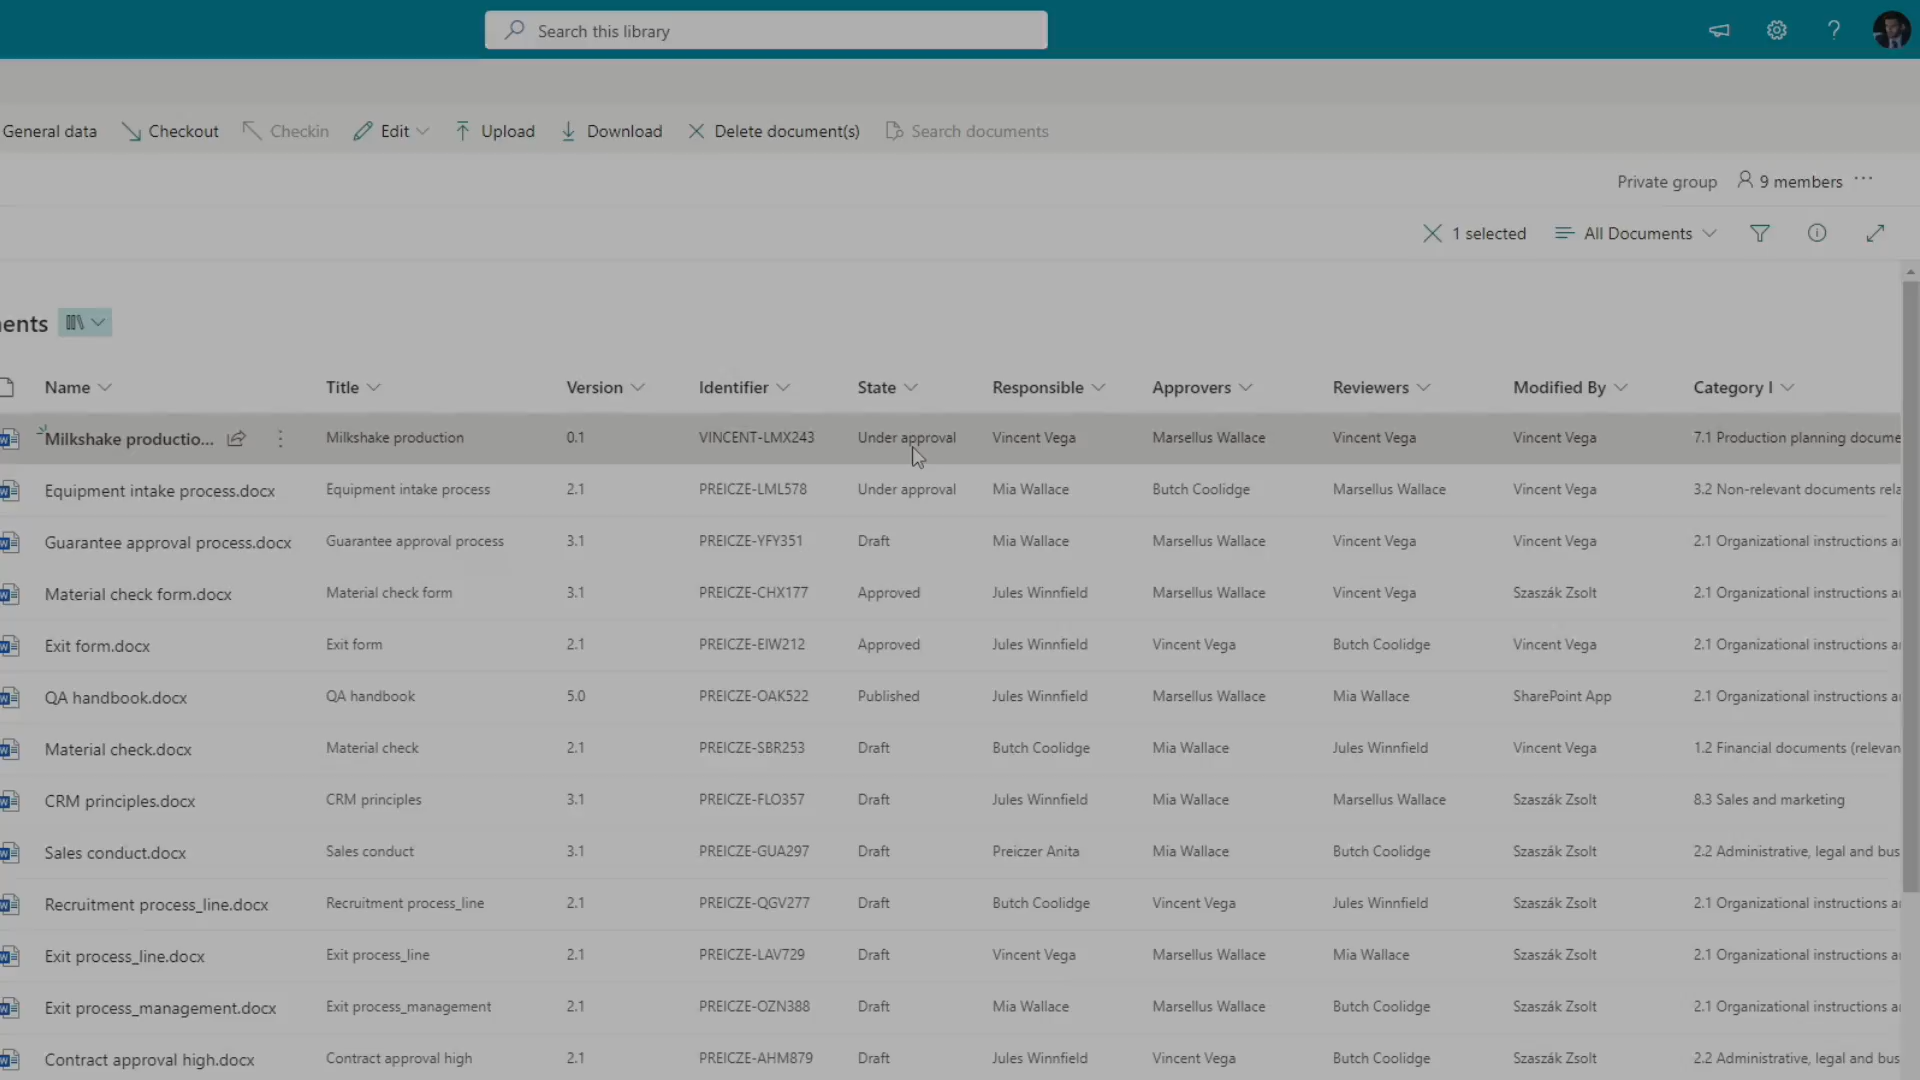 Search this library
General data Checkout Checkin Edit Upload Download Delete document(s) Search documents
Private group 9 members ...
1 selected All Documents
ents
Name Title Version Identifier State Responsible Approvers Reviewers Modified By Category I
Milkshake productio... Milkshake production 0.1 VINCENT-LMX243 Under approval Vincent Vega Marsellus Wallace Vincent Vega Vincent Vega 7.1 Production planning docume
Equipment intake process.docx Equipment intake process 2.1 PREICZE-LML578 Under approval Mia Wallace Butch Coolidge Marsellus Wallace Vincent Vega 3.2 Non-relevant documents rela
Guarantee approval process.docx Guarantee approval process 3.1 PREICZE-YFY351 Draft Mia Wallace Marsellus Wallace Vincent Vega Vincent Vega 2.1 Organizational instructions a
Material check form.docx Material check form 3.1 PREICZE-CHX177 Approved Jules Winnfield Marsellus Wallace Vincent Vega Szaszák Zsolt 2.1 Organizational instructions a
Exit form.docx Exit form 2.1 PREICZE-EIW212 Approved Jules Winnfield Vincent Vega Butch Coolidge Vincent Vega 2.1 Organizational instructions a
QA handbook.docx QA handbook 5.0 PREICZE-OAK522 Published Jules Winnfield Marsellus Wallace Mia Wallace SharePoint App 2.1 Organizational instructions a
Material check.docx Material check 2.1 PREICZE-SBR253 Draft Butch Coolidge Mia Wallace Jules Winnfield Vincent Vega 1.2 Financial documents (relevan
CRM principles.docx CRM principles 3.1 PREICZE-FLO357 Draft Jules Winnfield Mia Wallace Marsellus Wallace Szaszák Zsolt 8.3 Sales and marketing
Sales conduct.docx Sales conduct 3.1 PREICZE-GUA297 Draft Preiczer Anita Mia Wallace Butch Coolidge Szaszák Zsolt 2.2 Administrative, legal and bus
Recruitment process_line.docx Recruitment process_line 2.1 PREICZE-QGV277 Draft Butch Coolidge Vincent Vega Jules Winnfield Szaszák Zsolt 2.1 Organizational instructions a
Exit process_line.docx Exit process_line 2.1 PREICZE-LAV729 Draft Vincent Vega Marsellus Wallace Mia Wallace Szaszák Zsolt 2.1 Organizational instructions a
Exit process_management.docx Exit process_management 2.1 PREICZE-OZN388 Draft Mia Wallace Marsellus Wallace Butch Coolidge Szaszák Zsolt 2.1 Organizational instructions a
Contract approval high.docx Contract approval high 2.1 PREICZE-AHM879 Draft Jules Winnfield Vincent Vega Butch Coolidge Szaszák Zsolt 2.2 Administrative, legal and bus